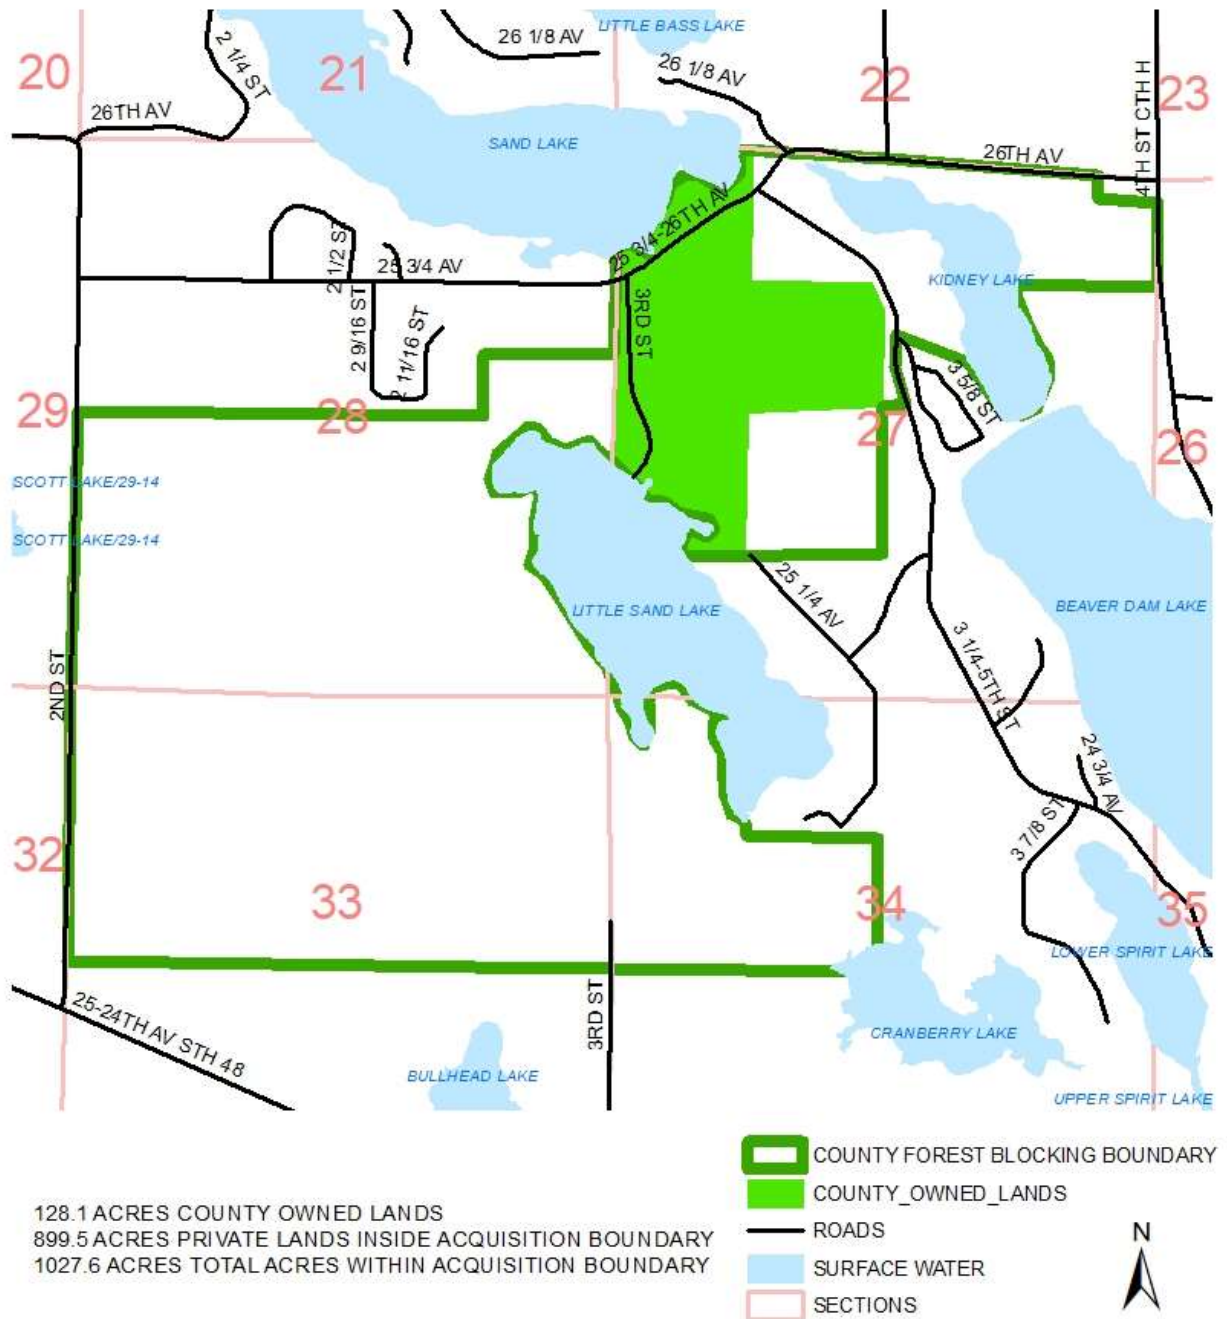 LITTLE BASS LAKE
26 1/8 AV
2 1/4 ST
20
21
26 1/8 AV
22
23
4TH ST CTH H
26TH AV
SAND LAKE
26TH AV
25 3/4-26TH AV
2 1/2 ST
25 3/4 AV
KIDNEY LAKE
2 9/16 ST
2 11/16 ST
3RD ST
3 5/8 ST
29
28
27
26
SCOTT LAKE/29-14
SCOTT LAKE/29-14
25 1/4 AV
LITTLE SAND LAKE
BEAVER DAM LAKE
2ND ST
3 1/4-5TH ST
24 3/4 AV
3 7/8 ST
32
33
34
35
LOWER SPIRIT LAKE
3RD ST
25-24TH AV STH 48
CRANBERRY LAKE
BULLHEAD LAKE
UPPER SPIRIT LAKE
COUNTY FOREST BLOCKING BOUNDARY
COUNTY_OWNED_LANDS
ROADS
SURFACE WATER
SECTIONS
128.1 ACRES COUNTY OWNED LANDS
899.5 ACRES PRIVATE LANDS INSIDE ACQUISITION BOUNDARY
1027.6 ACRES TOTAL ACRES WITHIN ACQUISITION BOUNDARY
N